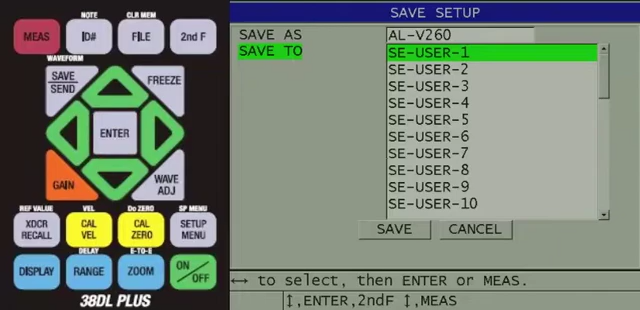 NOTE CLR MEM
MEAS ID# FILE 2nd F
WAVEFORM
SAVE SEND FREEZE
ENTER
GAIN WAVE ADJ
REF VALUE VEL Do ZERO SP MENU
XDCR RECALL CAL VEL CAL ZERO SETUP MENU
DELAY E-TO-E
DISPLAY RANGE ZOOM ON/OFF
38DL PLUS
SAVE SETUP
SAVE AS AL-V260
SAVE TO SE-USER-1
SE-USER-2
SE-USER-3
SE-USER-4
SE-USER-5
SE-USER-6
SE-USER-7
SE-USER-8
SE-USER-9
SE-USER-10
SAVE CANCEL
↔ to select, then ENTER or MEAS.
↕,ENTER,2ndF ↕,MEAS